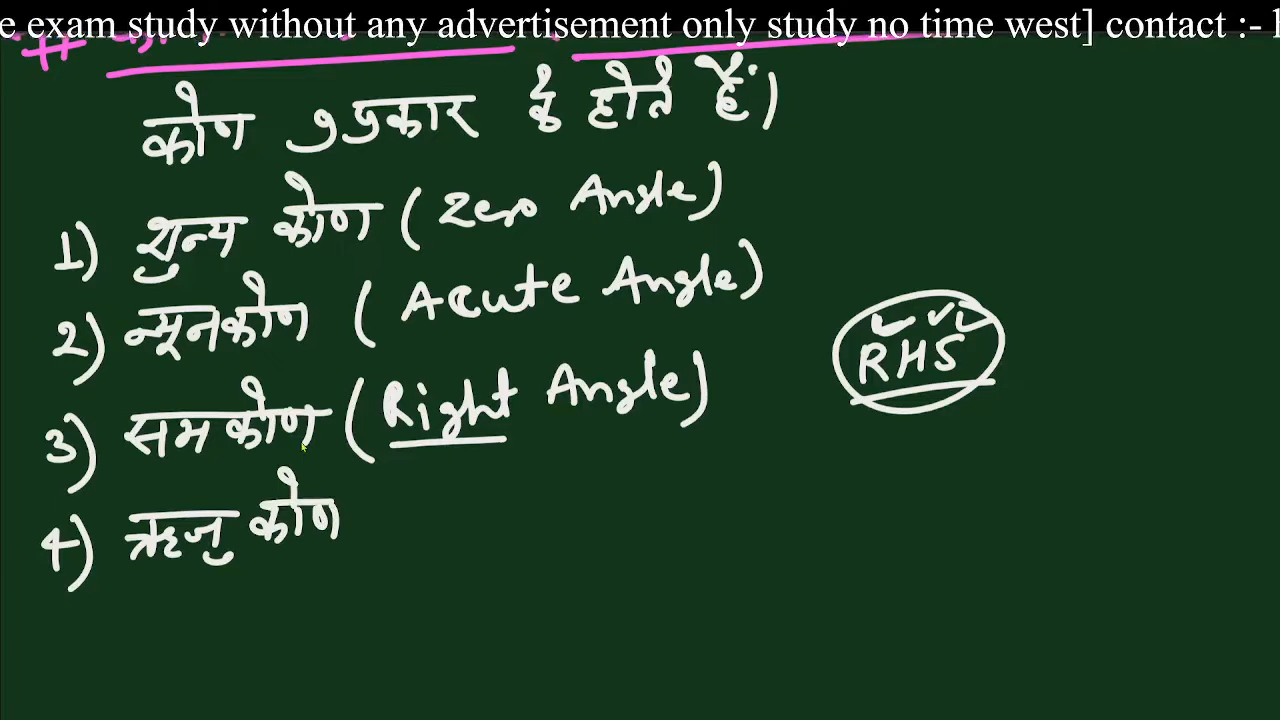 e exam study without any advertisement only study no time west] contact :- h
कोण 9 प्रकार के होते हैं।
1) शुन्य कोण ( Zero Angle)
2) न्यूनकोण ( Acute Angle)
RHS
3) समकोण ( Right Angle)
4) ऋजु कोण